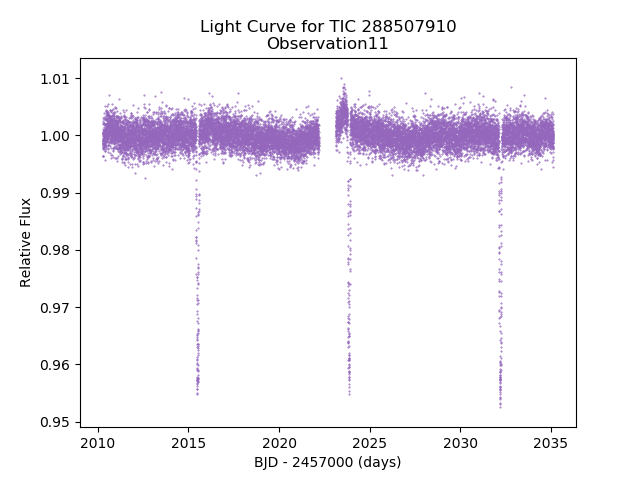 Light Curve for TIC 288507910
Observation11
1.01
1.00
0.99
0.98
0.97
0.96
0.95
Relative Flux
2010 2015 2020 2025 2030 2035
BJD - 2457000 (days)